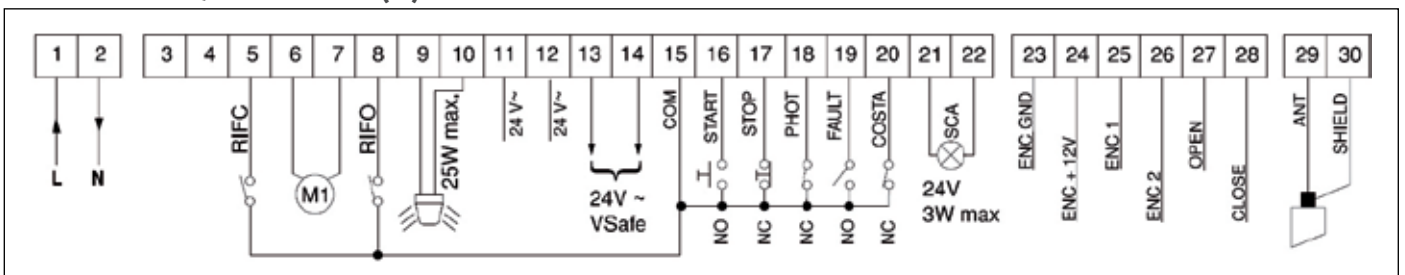 1 2 3 4 5 6 7 8 9 10 11 12 13 14 15 16 17 18 19 20 21 22 23 24 25 26 27 28 29 30
L N
RIFC
M1
RIFO
25W max.
24 V~
24 V~
24V ~
VSafe
COM
START
STOP
PHOT
FAULT
COSTA
NO
NC
NC
NO
NC
SCA
24V
3W max
ENC GND
ENC + 12V
ENC 1
ENC 2
OPEN
CLOSE
ANT
SHIELD